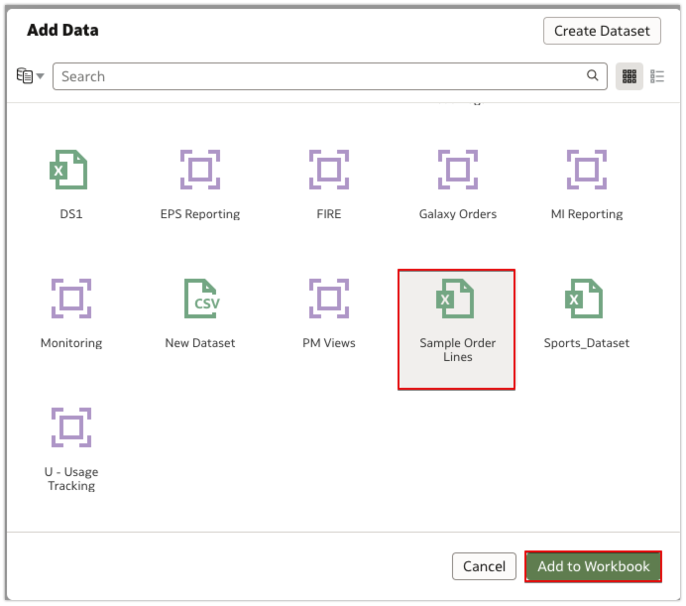 Add Data
Create Dataset
Search
DS1
EPS Reporting
FIRE
Galaxy Orders
MI Reporting
Monitoring
CSV
New Dataset
PM Views
Sample Order
Lines
Sports_Dataset
U - Usage
Tracking
Cancel
Add to Workbook